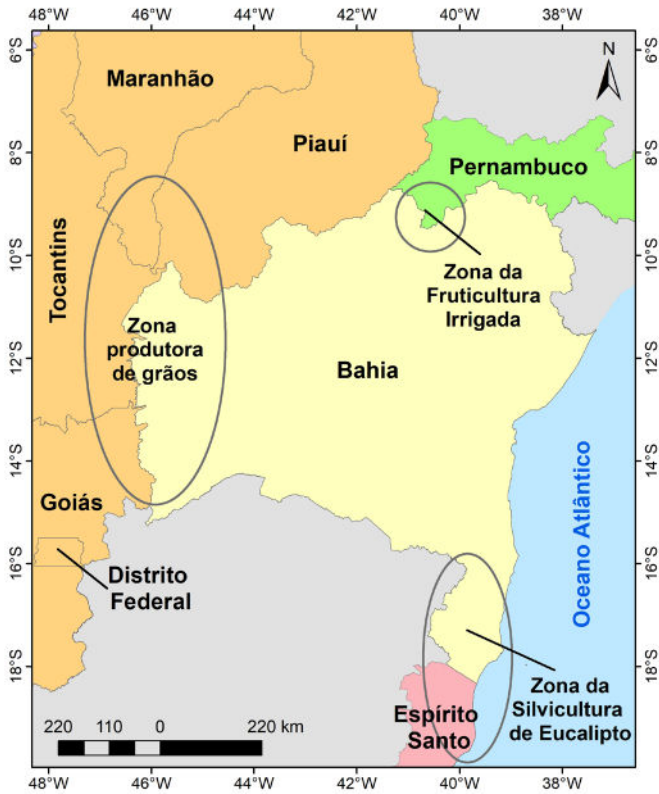 48°W 46°W 44°W 42°W 40°W 38°W
6°S
8°S
10°S
12°S
14°S
16°S
18°S
6°S
8°S
10°S
12°S
14°S
16°S
18°S
N
Maranhão
Piauí
Pernambuco
Tocantins
Zona da
Fruticultura
Irrigada
Zona
produtora
de grãos
Bahia
Oceano Atlântico
Goiás
Distrito
Federal
Espírito
Santo
Zona da
Silvicultura
de Eucalipto
220 110 0 220 km
48°W 46°W 44°W 42°W 40°W 38°W